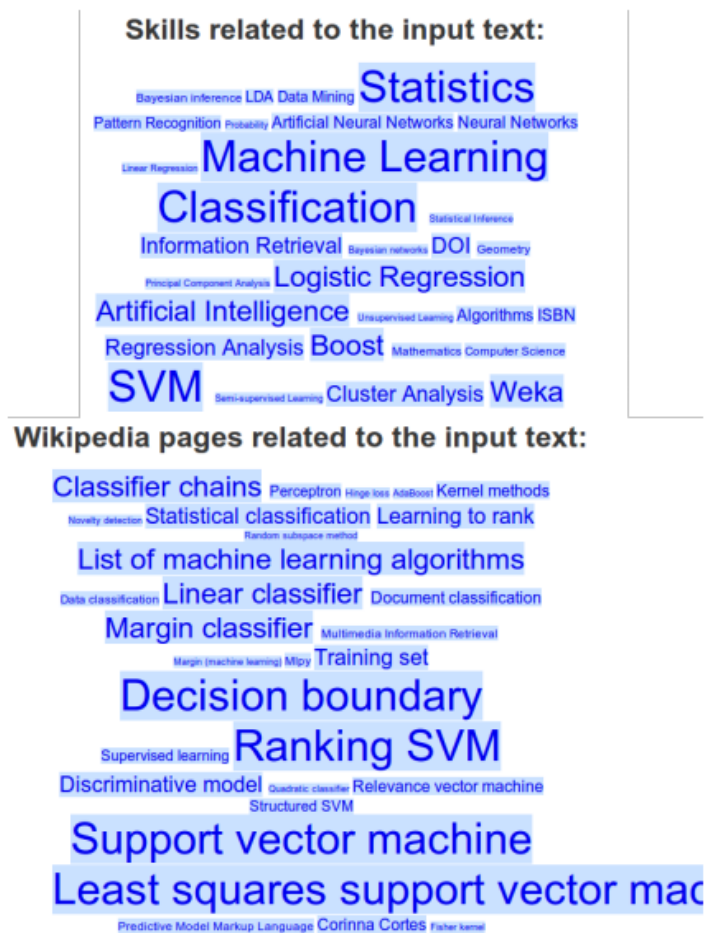 Skills related to the input text:
Bayesian inference LDA Data Mining Statistics
Pattern Recognition Probability Artificial Neural Networks Neural Networks
Linear Regression Machine Learning
Classification Statistical Inference
Information Retrieval Bayesian networks DOI Geometry
Principal Component Analysis Logistic Regression
Artificial Intelligence Unsupervised Learning Algorithms ISBN
Regression Analysis Boost Mathematics Computer Science
SVM Semi-supervised Learning Cluster Analysis Weka
Wikipedia pages related to the input text:
Classifier chains Perceptron Hinge loss AdaBoost Kernel methods
Novelty detection Statistical classification Learning to rank
Random subspace method
List of machine learning algorithms
Data classification Linear classifier Document classification
Margin classifier Multimedia Information Retrieval
Margin (machine learning) Mlpy Training set
Decision boundary
Supervised learning Ranking SVM
Discriminative model Quadratic classifier Relevance vector machine
Structured SVM
Support vector machine
Least squares support vector mac
Predictive Model Markup Language Corinna Cortes Fisher kernel